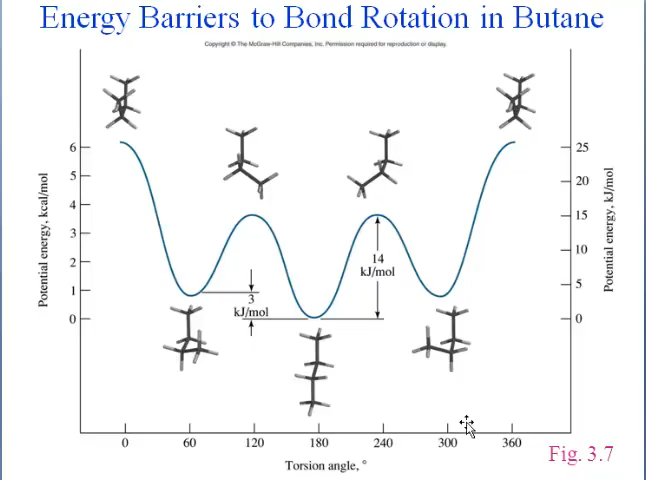 Energy Barriers to Bond Rotation in Butane
Copyright © The McGraw-Hill Companies, Inc. Permission required for reproduction or display.
Potential energy, kcal/mol
6
5
4
3
2
1
0
3
kJ/mol
14
kJ/mol
25
20
15
10
5
0
Potential energy, kJ/mol
0 60 120 180 240 300 360
Torsion angle, °
Fig. 3.7